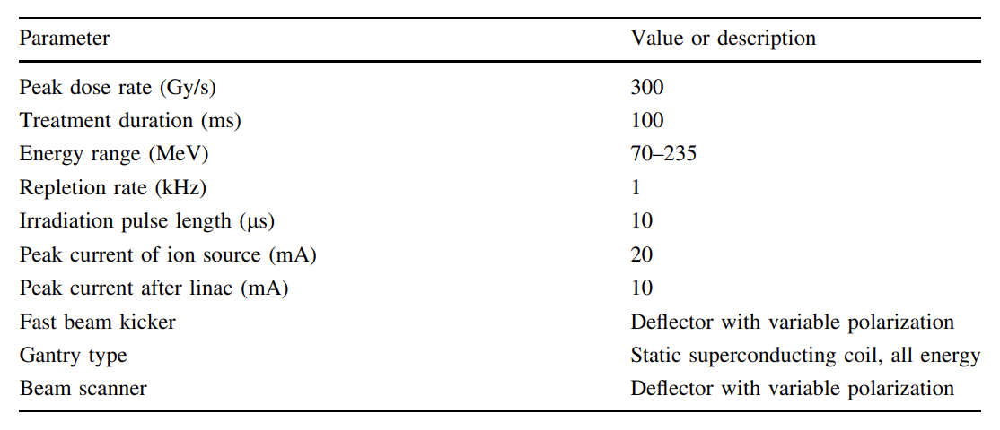 Parameter Value or description
Peak dose rate (Gy/s) 300
Treatment duration (ms) 100
Energy range (MeV) 70–235
Repletion rate (kHz) 1
Irradiation pulse length (μs) 10
Peak current of ion source (mA) 20
Peak current after linac (mA) 10
Fast beam kicker Deflector with variable polarization
Gantry type Static superconducting coil, all energy
Beam scanner Deflector with variable polarization